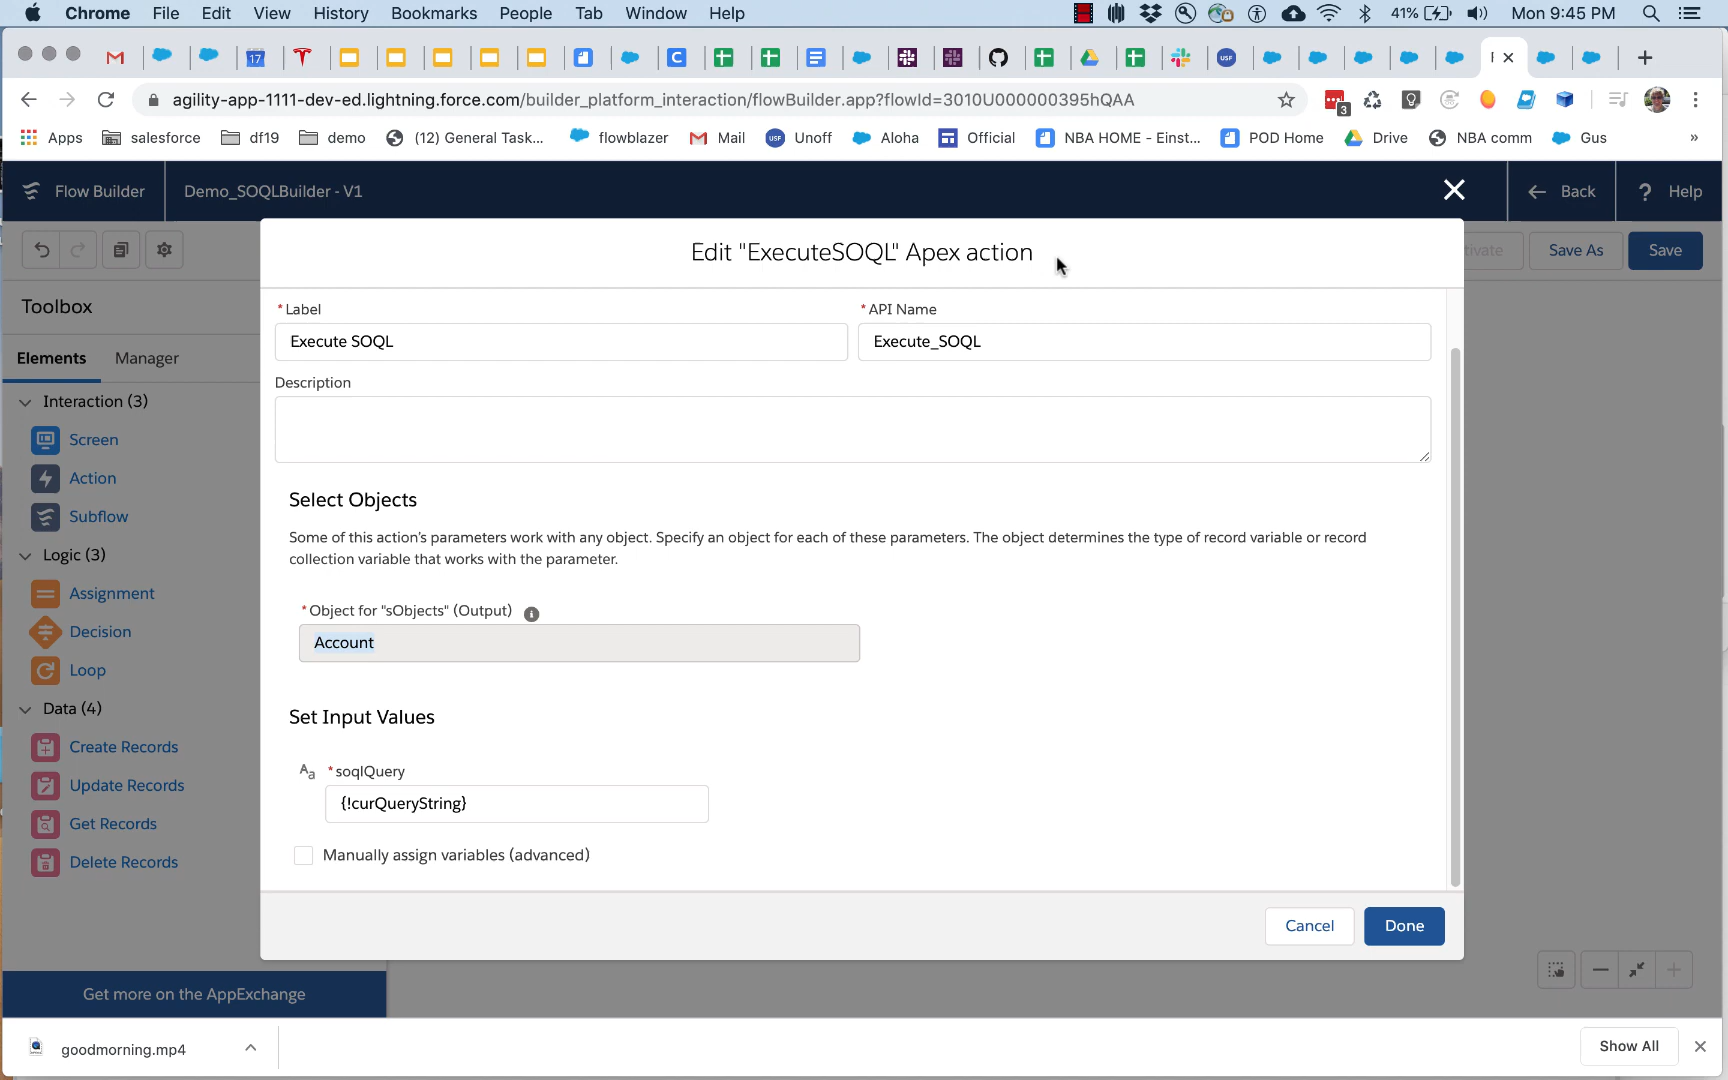 Chrome File Edit View History Bookmarks People Tab Window Help 41% Mon 9:45 PM
17
agility-app-1111-dev-ed.lightning.force.com/builder_platform_interaction/flowBuilder.app?flowId=3010U000000395hQAA
3
Apps salesforce df19 demo (12) General Task... flowblazer Mail Unoff Aloha Official NBA HOME - Einst... POD Home Drive NBA comm Gus »
Flow Builder Demo_SOQLBuilder - V1 Back ? Help
Edit "ExecuteSOQL" Apex action
Save As Save
Toolbox
Elements Manager
Interaction (3)
Screen
Action
Subflow
Logic (3)
Assignment
Decision
Loop
Data (4)
Create Records
Update Records
Get Records
Delete Records
Get more on the AppExchange
* Label * API Name
Execute SOQL Execute_SOQL
Description
Select Objects
Some of this action's parameters work with any object. Specify an object for each of these parameters. The object determines the type of record variable or record
collection variable that works with the parameter.
* Object for "sObjects" (Output)
Account
Set Input Values
Aa * soqlQuery
{!curQueryString}
Manually assign variables (advanced)
Cancel Done
goodmorning.mp4 Show All